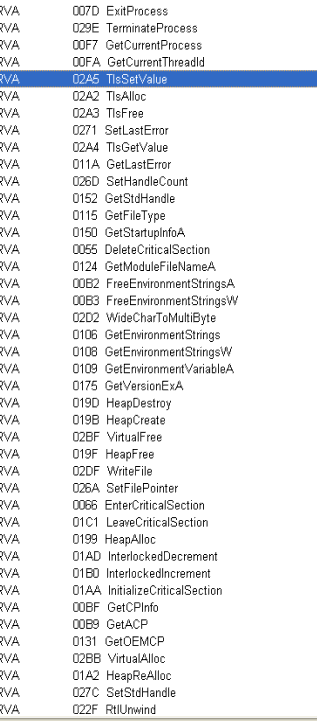 RVA 007D ExitProcess
RVA 029E TerminateProcess
RVA 00F7 GetCurrentProcess
RVA 00FA GetCurrentThreadId
RVA 02A5 TlsSetValue
RVA 02A2 TlsAlloc
RVA 02A3 TlsFree
RVA 0271 SetLastError
RVA 02A4 TlsGetValue
RVA 011A GetLastError
RVA 026D SetHandleCount
RVA 0152 GetStdHandle
RVA 0115 GetFileType
RVA 0150 GetStartupInfoA
RVA 0055 DeleteCriticalSection
RVA 0124 GetModuleFileNameA
RVA 00B2 FreeEnvironmentStringsA
RVA 00B3 FreeEnvironmentStringsW
RVA 02D2 WideCharToMultiByte
RVA 0106 GetEnvironmentStrings
RVA 0108 GetEnvironmentStringsW
RVA 0109 GetEnvironmentVariableA
RVA 0175 GetVersionExA
RVA 019D HeapDestroy
RVA 019B HeapCreate
RVA 02BF VirtualFree
RVA 019F HeapFree
RVA 02DF WriteFile
RVA 026A SetFilePointer
RVA 0066 EnterCriticalSection
RVA 01C1 LeaveCriticalSection
RVA 0199 HeapAlloc
RVA 01AD InterlockedDecrement
RVA 01B0 InterlockedIncrement
RVA 01AA InitializeCriticalSection
RVA 00BF GetCPInfo
RVA 00B9 GetACP
RVA 0131 GetOEMCP
RVA 02BB VirtualAlloc
RVA 01A2 HeapReAlloc
RVA 027C SetStdHandle
RVA 022F RtlUnwind